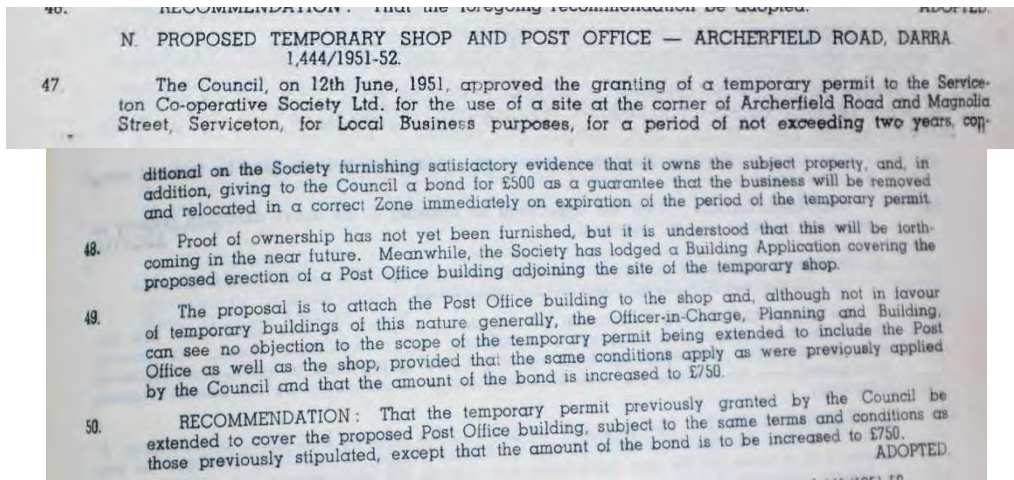 46. RECOMMENDATION : That the foregoing recommendation be adopted. ADOPTED.
N. PROPOSED TEMPORARY SHOP AND POST OFFICE — ARCHERFIELD ROAD, DARRA
1,444/1951-52.
47. The Council, on 12th June, 1951, approved the granting of a temporary permit to the Service-
ton Co-operative Society Ltd. for the use of a site at the corner of Archerfield Road and Magnolia
Street, Serviceton, for Local Business purposes, for a period of not exceeding two years, con-
ditional on the Society furnishing satisfactory evidence that it owns the subject property, and, in
addition, giving to the Council a bond for £500 as a guarantee that the business will be removed
and relocated in a correct Zone immediately on expiration of the period of the temporary permit
48. Proof of ownership has not yet been furnished, but it is understood that this will be forth-
coming in the near future. Meanwhile, the Society has lodged a Building Application covering the
proposed erection of a Post Office building adjoining the site of the temporary shop.
49. The proposal is to attach the Post Office building to the shop and, although not in favour
of temporary buildings of this nature generally, the Officer-in-Charge, Planning and Building,
can see no objection to the scope of the temporary permit being extended to include the Post
Office as well as the shop, provided that the same conditions apply as were previously applied
by the Council and that the amount of the bond is increased to £750.
50. RECOMMENDATION : That the temporary permit previously granted by the Council be
extended to cover the proposed Post Office building, subject to the same terms and conditions as
those previously stipulated, except that the amount of the bond is to be increased to £750.
ADOPTED.